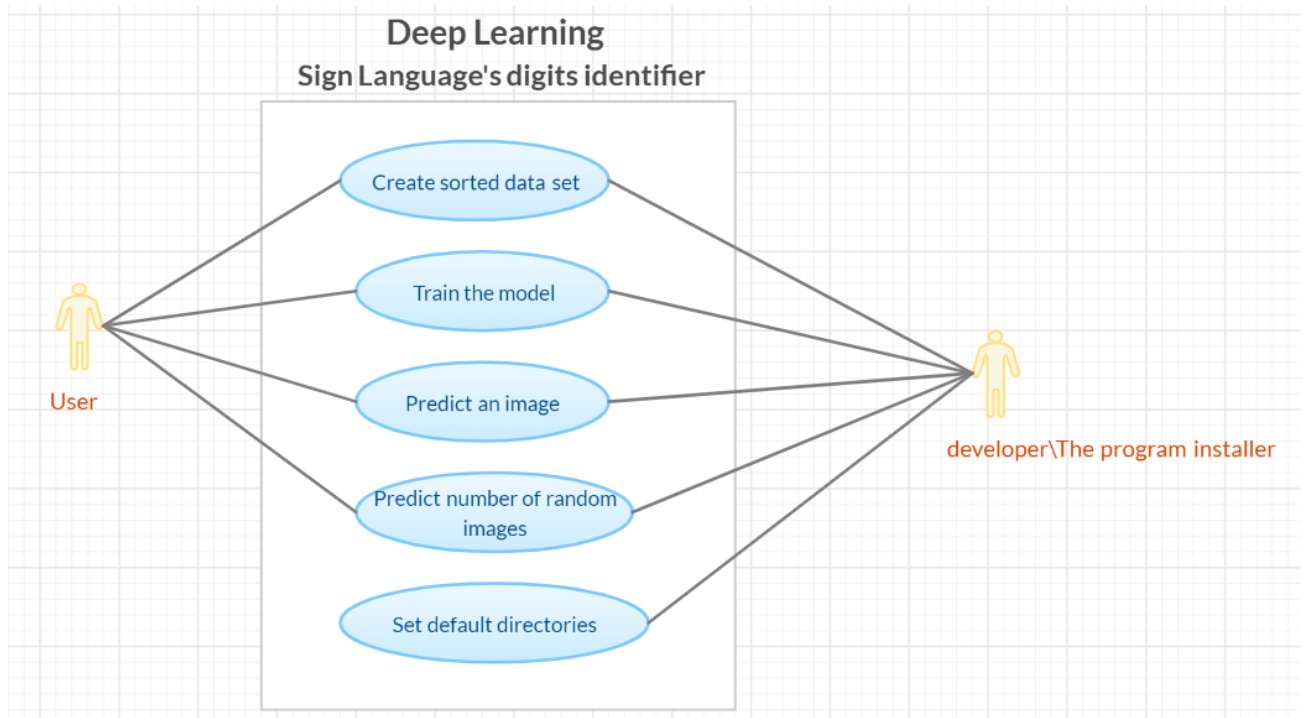 Deep Learning
Sign Language's digits identifier
Create sorted data set
Train the model
Predict an image
Predict number of random
images
Set default directories
User
developer\The program installer